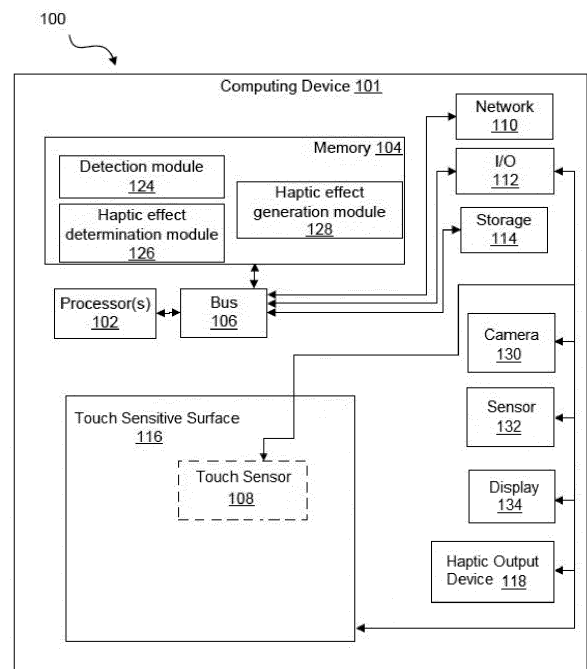 100
Computing Device 101
Network
110
Memory 104
I/O
112
Detection module
124
Haptic effect
generation module
128
Haptic effect
determination module
126
Storage
114
Processor(s)
102
Bus
106
Camera
130
Touch Sensitive Surface
116
Sensor
132
Touch Sensor
108
Display
134
Haptic Output
Device 118